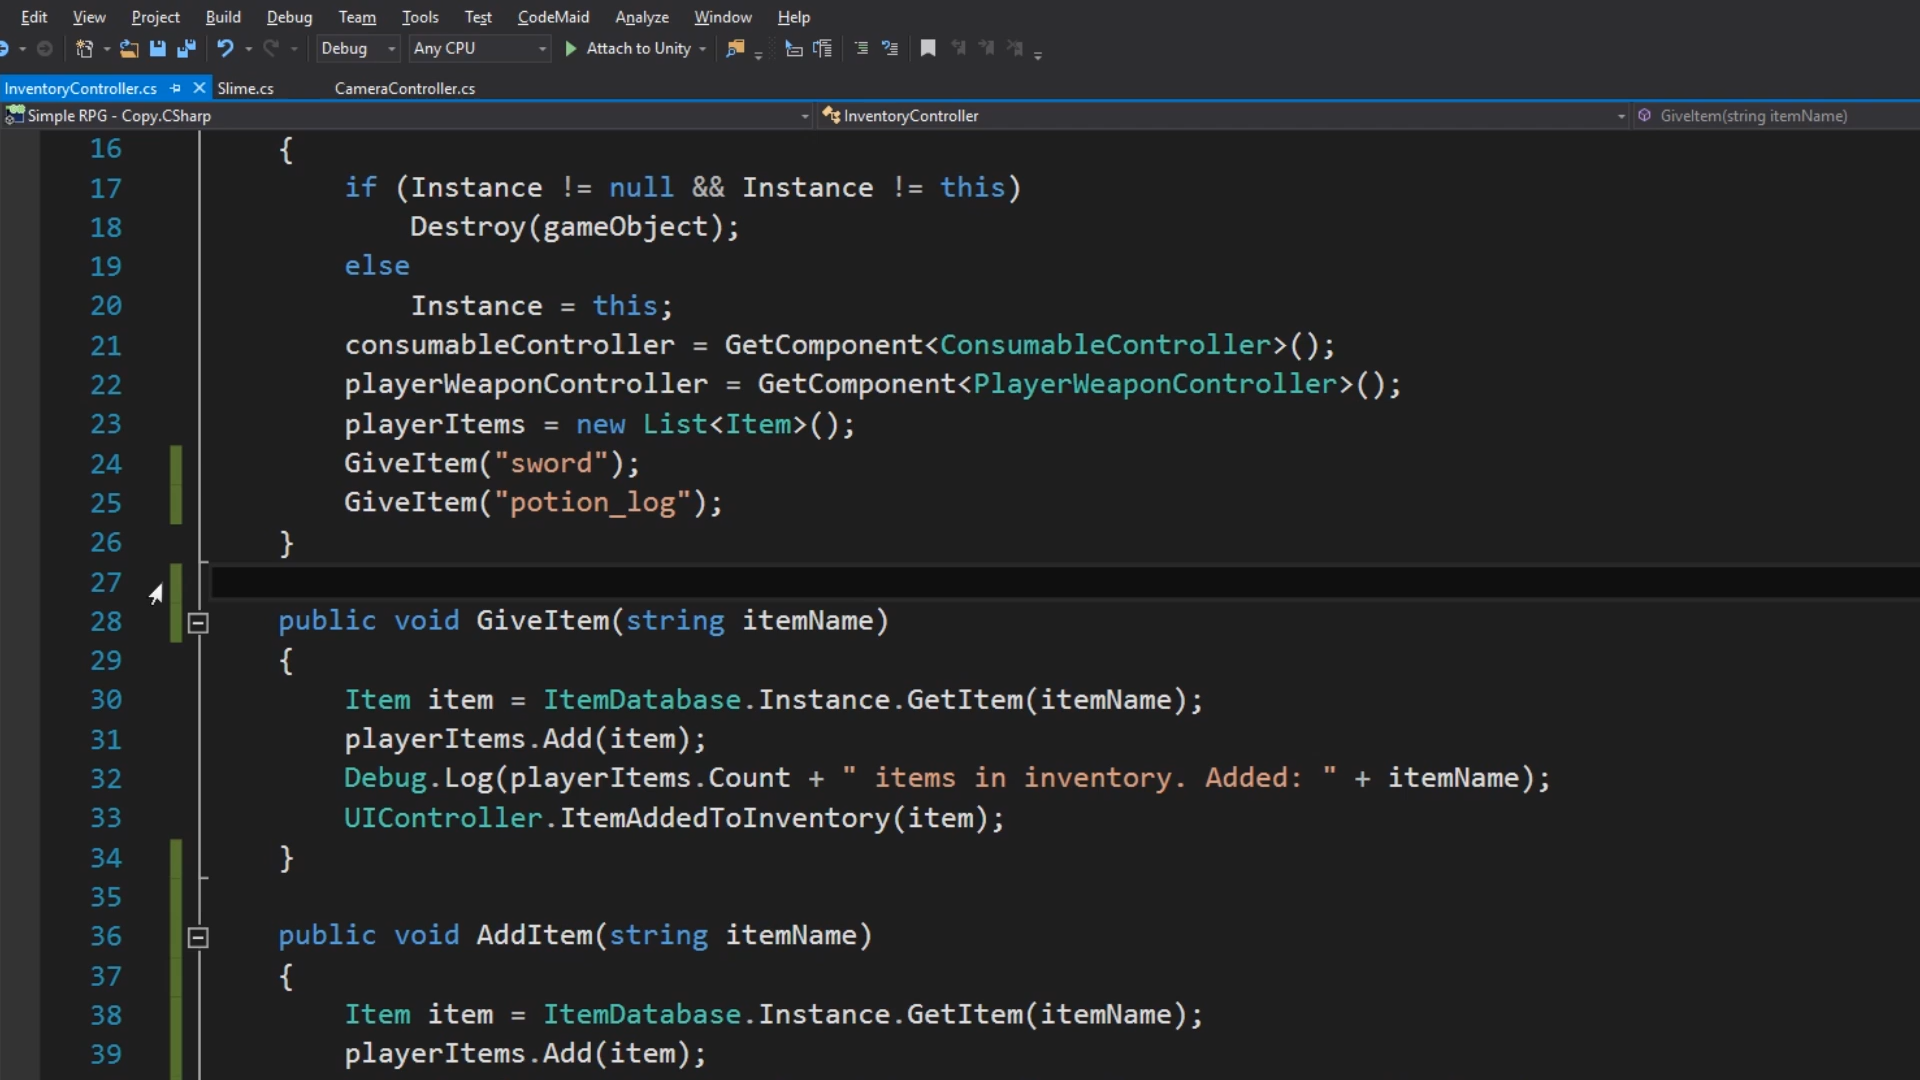 Edit View Project Build Debug Team Tools Test CodeMaid Analyze Window Help
Debug Any CPU Attach to Unity
InventoryController.cs Slime.cs CameraController.cs
Simple RPG - Copy.CSharp InventoryController GiveItem(string itemName)
16 {
17 if (Instance != null && Instance != this)
18 Destroy(gameObject);
19 else
20 Instance = this;
21 consumableController = GetComponent<ConsumableController>();
22 playerWeaponController = GetComponent<PlayerWeaponController>();
23 playerItems = new List<Item>();
24 GiveItem("sword");
25 GiveItem("potion_log");
26 }
27
28 public void GiveItem(string itemName)
29 {
30 Item item = ItemDatabase.Instance.GetItem(itemName);
31 playerItems.Add(item);
32 Debug.Log(playerItems.Count + " items in inventory. Added: " + itemName);
33 UIController.ItemAddedToInventory(item);
34 }
35
36 public void AddItem(string itemName)
37 {
38 Item item = ItemDatabase.Instance.GetItem(itemName);
39 playerItems.Add(item);